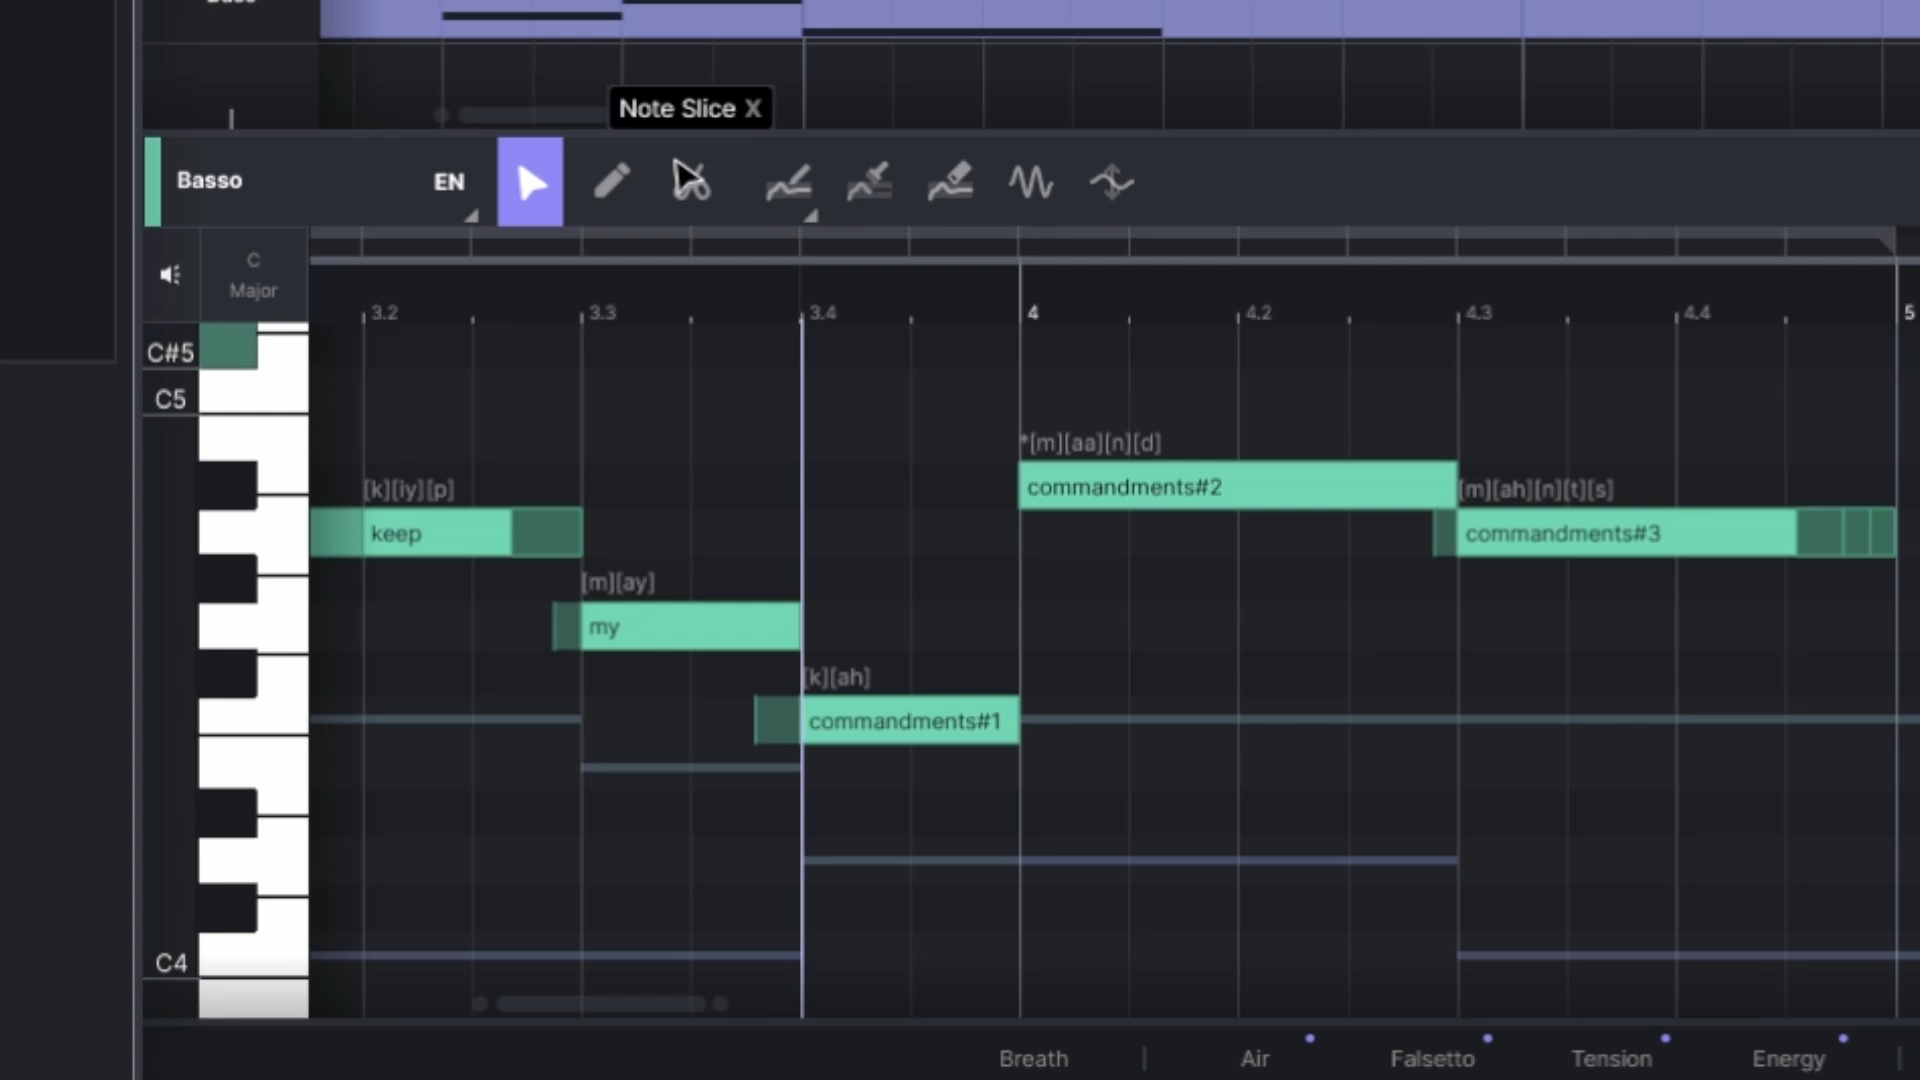 Note Slice X
Basso EN
C
Major
3.2 3.3 3.4 4 4.2 4.3 4.4 5
C#5
C5
*[m][aa][n][d]
commandments#2
[k][iy][p]
[m][ah][n][t][s]
keep
commandments#3
[m][ay]
my
[k][ah]
commandments#1
C4
Breath Air Falsetto Tension Energy